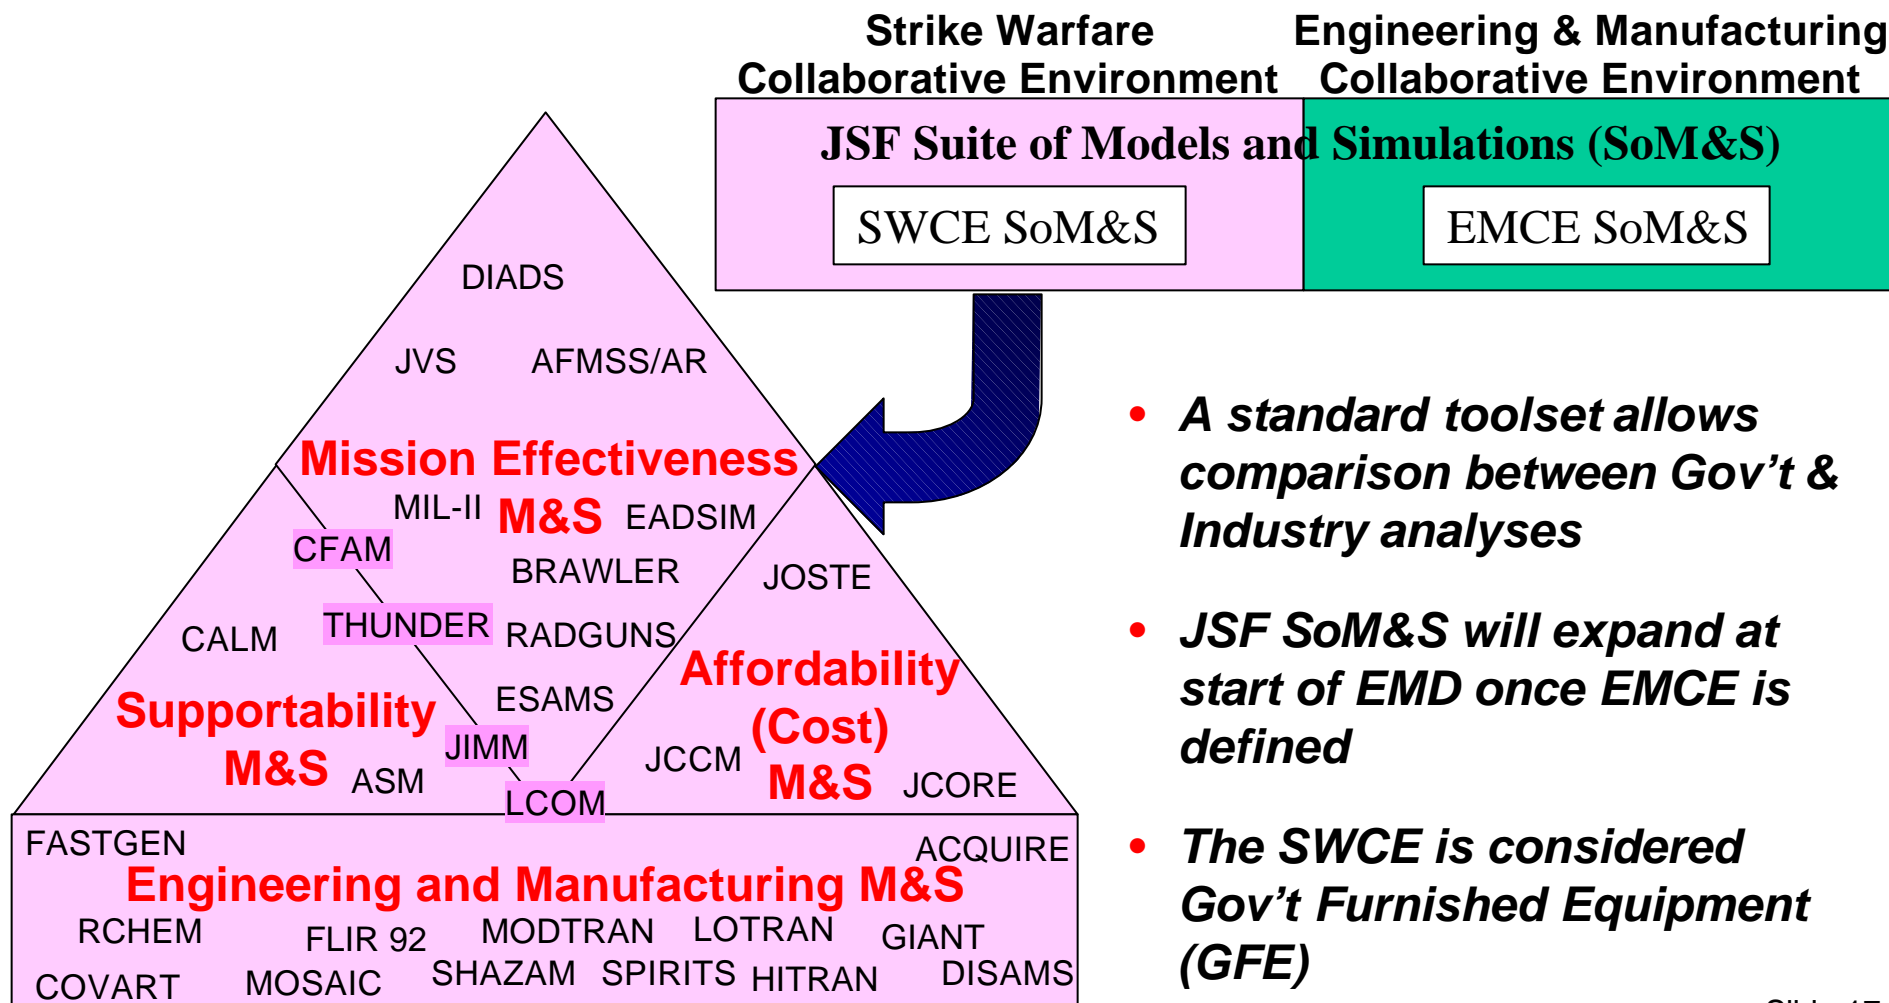 Strike Warfare
Collaborative Environment
Engineering & Manufacturing
Collaborative Environment
JSF Suite of Models and Simulations (SoM&S)
SWCE SoM&S
EMCE SoM&S
DIADS
JVS
AFMSS/AR
Mission Effectiveness
M&S
MIL-II
EADSIM
CFAM
BRAWLER
THUNDER
RADGUNS
ESAMS
JIMM
LCOM
CALM
Supportability
M&S
ASM
JOSTE
Affordability
(Cost)
M&S
JCCM
JCORE
FASTGEN
ACQUIRE
Engineering and Manufacturing M&S
RCHEM
FLIR 92
MODTRAN
LOTRAN
GIANT
COVART
MOSAIC
SHAZAM
SPIRITS
HITRAN
DISAMS
• A standard toolset allows
comparison between Gov't &
Industry analyses
• JSF SoM&S will expand at
start of EMD once EMCE is
defined
• The SWCE is considered
Gov't Furnished Equipment
(GFE)